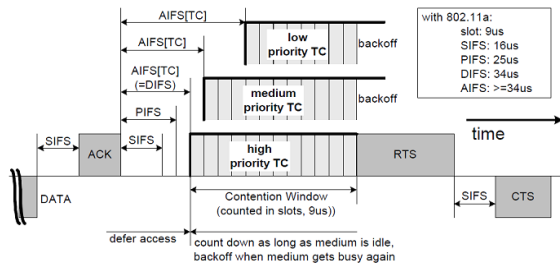 AIFS[TC]
low
priority TC
backoff
with 802.11a:
slot: 9us
SIFS: 16us
PIFS: 25us
DIFS: 34us
AIFS: >=34us
AIFS[TC]
AIFS[TC]
(=DIFS)
medium
priority TC
backoff
PIFS
time
SIFS
ACK
SIFS
high
priority TC
RTS
DATA
Contention Window
(counted in slots, 9us))
SIFS
CTS
defer access
count down as long as medium is idle,
backoff when medium gets busy again